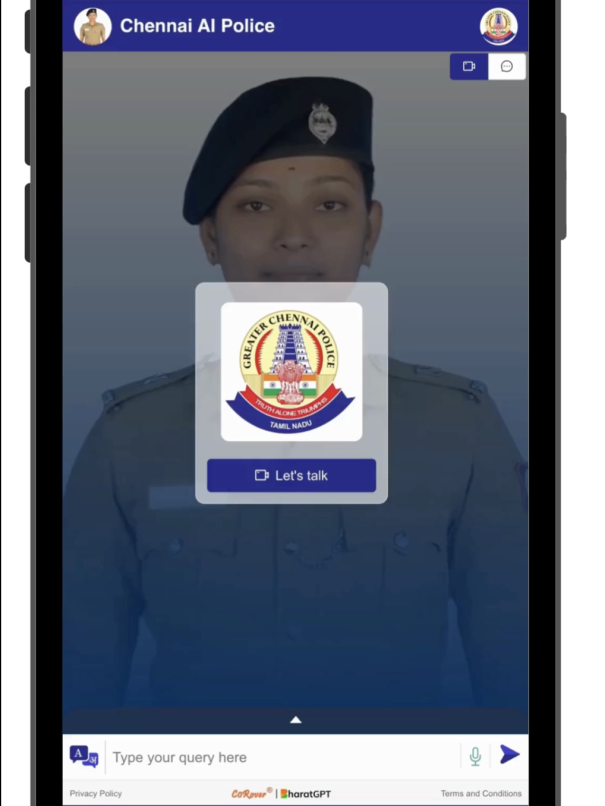 Chennai AI Police
GREATER CHENNAI POLICE
TRUTH ALONE TRIUMPHS
TAMIL NADU
Let's talk
A अ
Type your query here
Privacy Policy
CoRover® | BharatGPT
Terms and Conditions